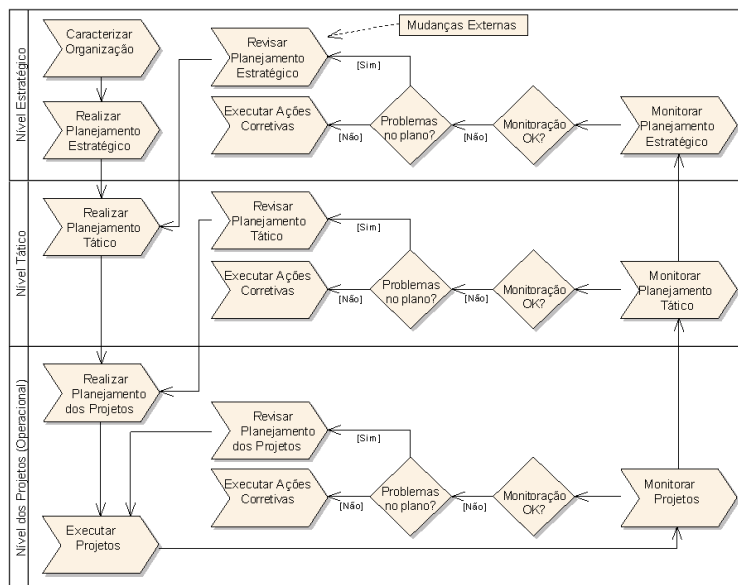 Nível Estratégico
Caracterizar
Organização
Realizar
Planejamento
Estratégico
Revisar
Planejamento
Estratégico
Mudanças Externas
[Sim]
Executar Ações
Corretivas
[Não]
Problemas
no plano?
[Não]
Monitoração
OK?
Monitorar
Planejamento
Estratégico
Nível Tático
Realizar
Planejamento
Tático
Revisar
Planejamento
Tático
[Sim]
Executar Ações
Corretivas
[Não]
Problemas
no plano?
[Não]
Monitoração
OK?
Monitorar
Planejamento
Tático
Nível dos Projetos (Operacional)
Realizar
Planejamento
dos Projetos
Revisar
Planejamento
dos Projetos
[Sim]
Executar Ações
Corretivas
[Não]
Problemas
no plano?
[Não]
Monitoração
OK?
Monitorar
Projetos
Executar
Projetos